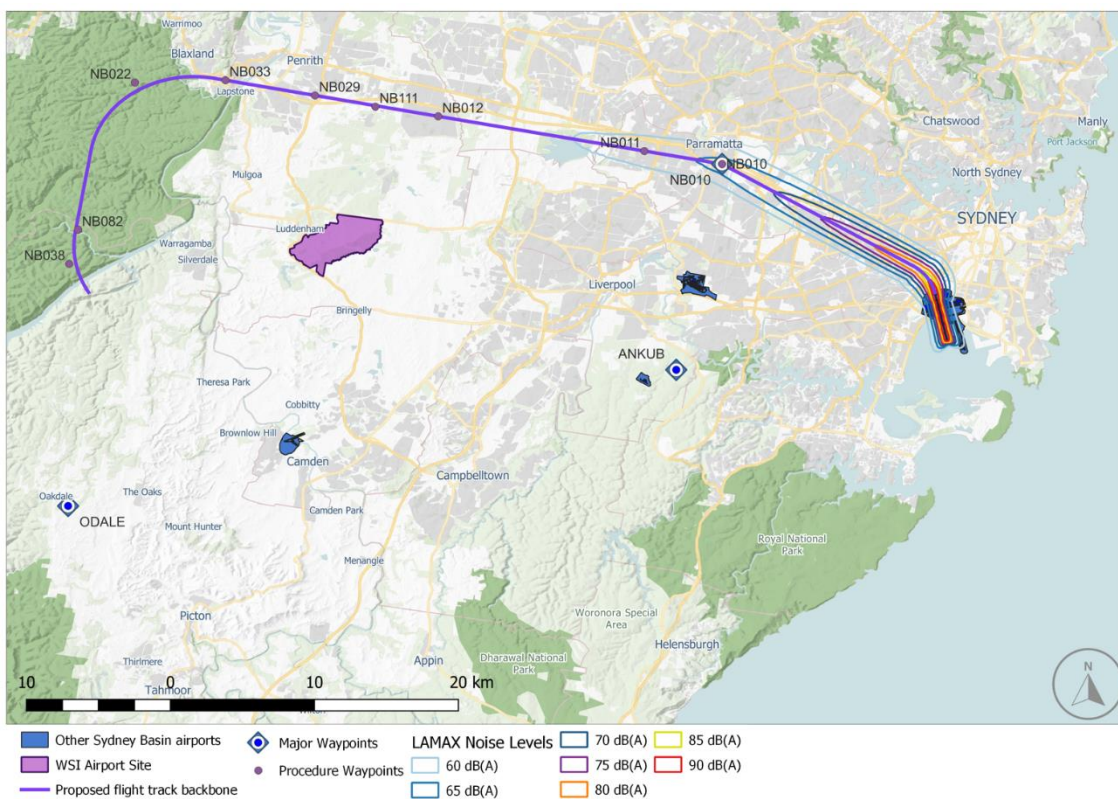 Warrimoo
Blaxland
NB022
NB033
Penrith
Lapstone
NB029
NB111
NB012
Chatswood
Manly
Port Jackson
Parramatta
NB011
NB010
NB010
North Sydney
Mulgoa
SYDNEY
NB082
Luddenham
Warragamba
Silverdale
NB038
Liverpool
Bringelly
ANKUB
Theresa Park
Cobbitty
Brownlow Hill
Camden
Campbelltown
Oakdale
The Oaks
ODALE
Camden Park
Mount Hunter
Royal National
Park
Menangle
Picton
Woronora Special
Area
Helensburgh
Appin
Dharawal National
Park
Thirlmere
Tahmoor
10 0 10 20 km
N
Other Sydney Basin airports
WSI Airport Site
Proposed flight track backbone
Major Waypoints
Procedure Waypoints
LAMAX Noise Levels
60 dB(A)
65 dB(A)
70 dB(A)
75 dB(A)
80 dB(A)
85 dB(A)
90 dB(A)